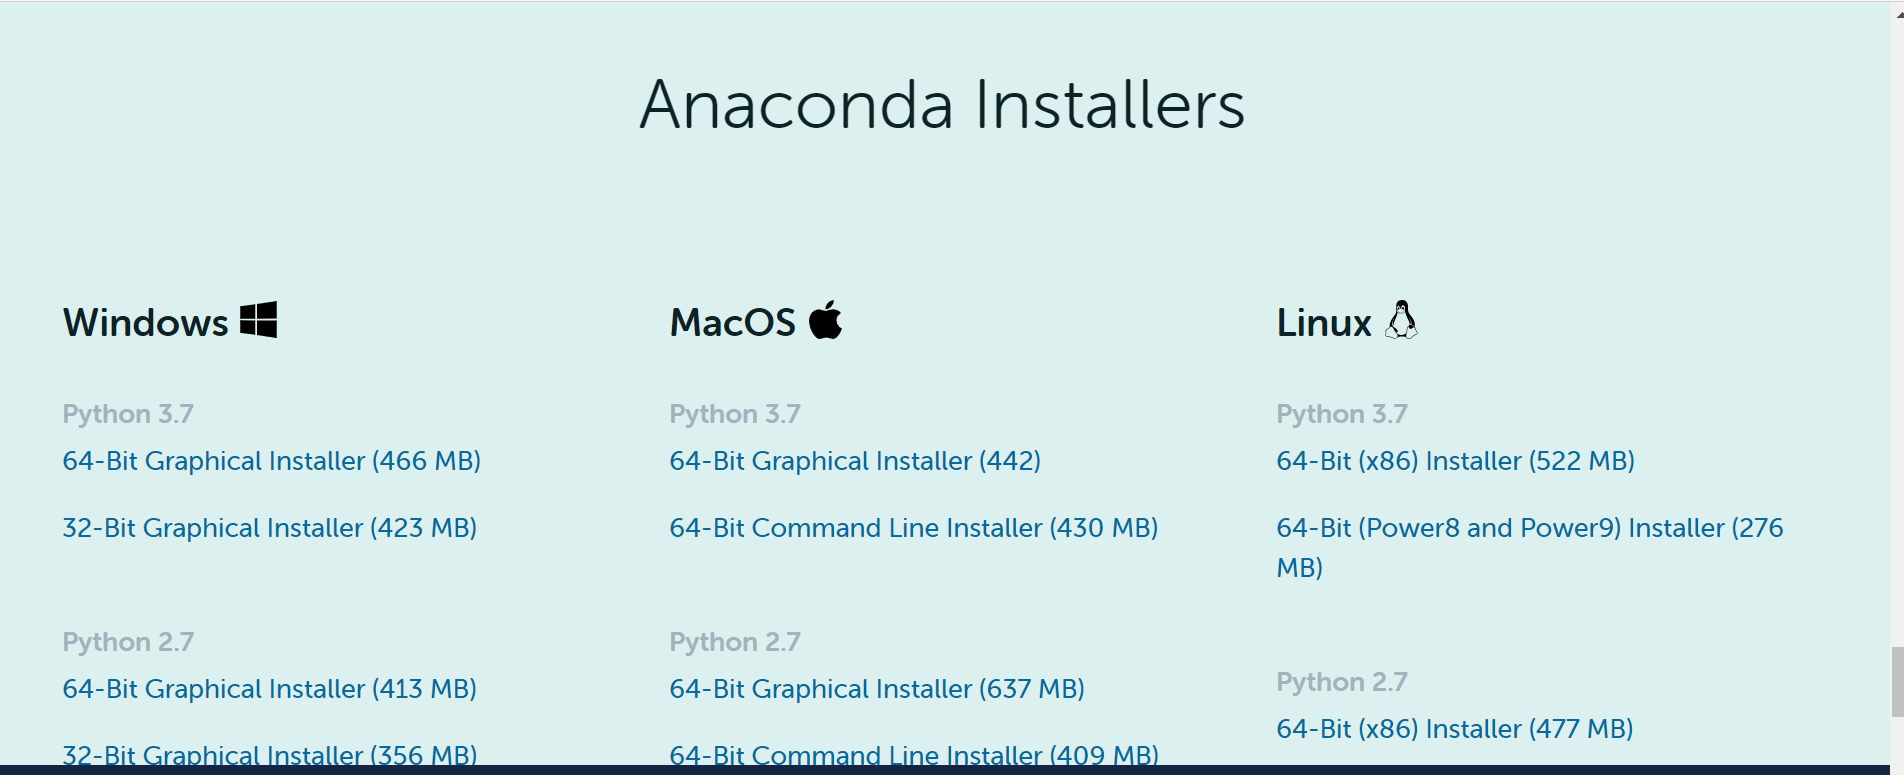 Anaconda Installers
Windows
Python 3.7
64-Bit Graphical Installer (466 MB)
32-Bit Graphical Installer (423 MB)
Python 2.7
64-Bit Graphical Installer (413 MB)
32-Bit Graphical Installer (356 MB)
MacOS
Python 3.7
64-Bit Graphical Installer (442)
64-Bit Command Line Installer (430 MB)
Python 2.7
64-Bit Graphical Installer (637 MB)
64-Bit Command Line Installer (409 MB)
Linux
Python 3.7
64-Bit (x86) Installer (522 MB)
64-Bit (Power8 and Power9) Installer (276
MB)
Python 2.7
64-Bit (x86) Installer (477 MB)